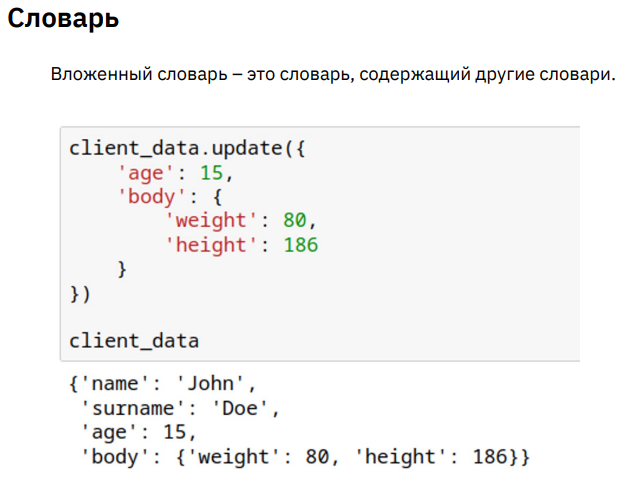 Словарь
Вложенный словарь – это словарь, содержащий другие словари.
client_data.update({
    'age': 15,
    'body': {
        'weight': 80,
        'height': 186
    }
})
client_data
{'name': 'John',
 'surname': 'Doe',
 'age': 15,
 'body': {'weight': 80, 'height': 186}}